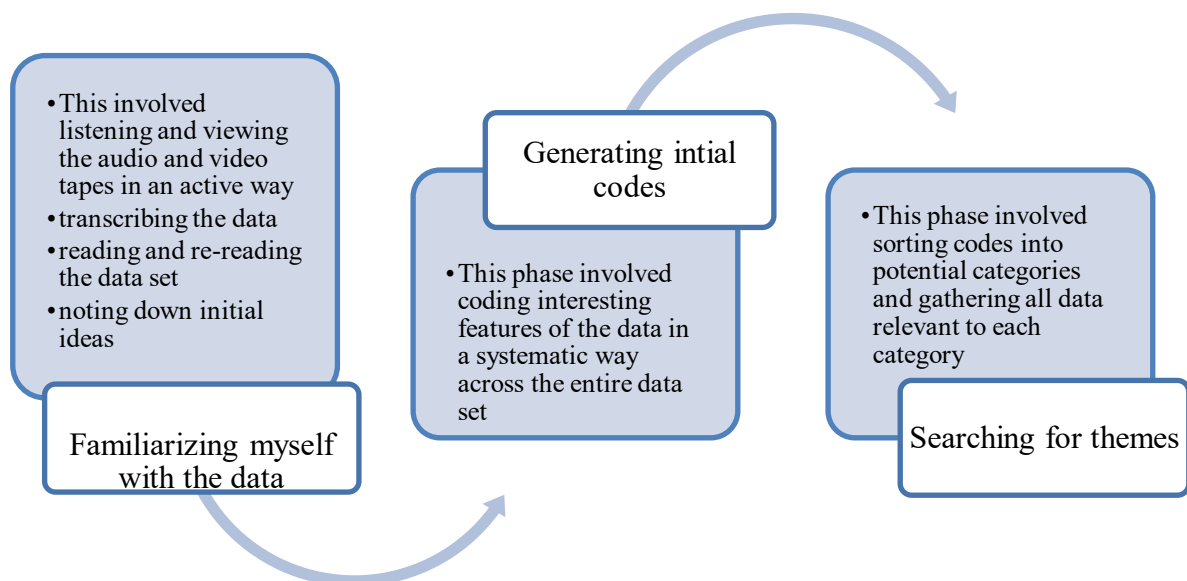 •This involved
listening and viewing
the audio and video
tapes in an active way
•transcribing the data
•reading and re-reading
the data set
•noting down initial
ideas
Familiarizing myself
with the data
Generating intial
codes
•This phase involved
coding interesting
features of the data in
a systematic way
across the entire data
set
•This phase involved
sorting codes into
potential categories
and gathering all data
relevant to each
category
Searching for themes